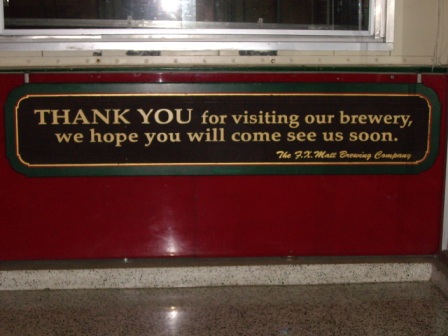 THANK YOU for visiting our brewery,
we hope you will come see us soon.
The F.X.Matt Brewing Company